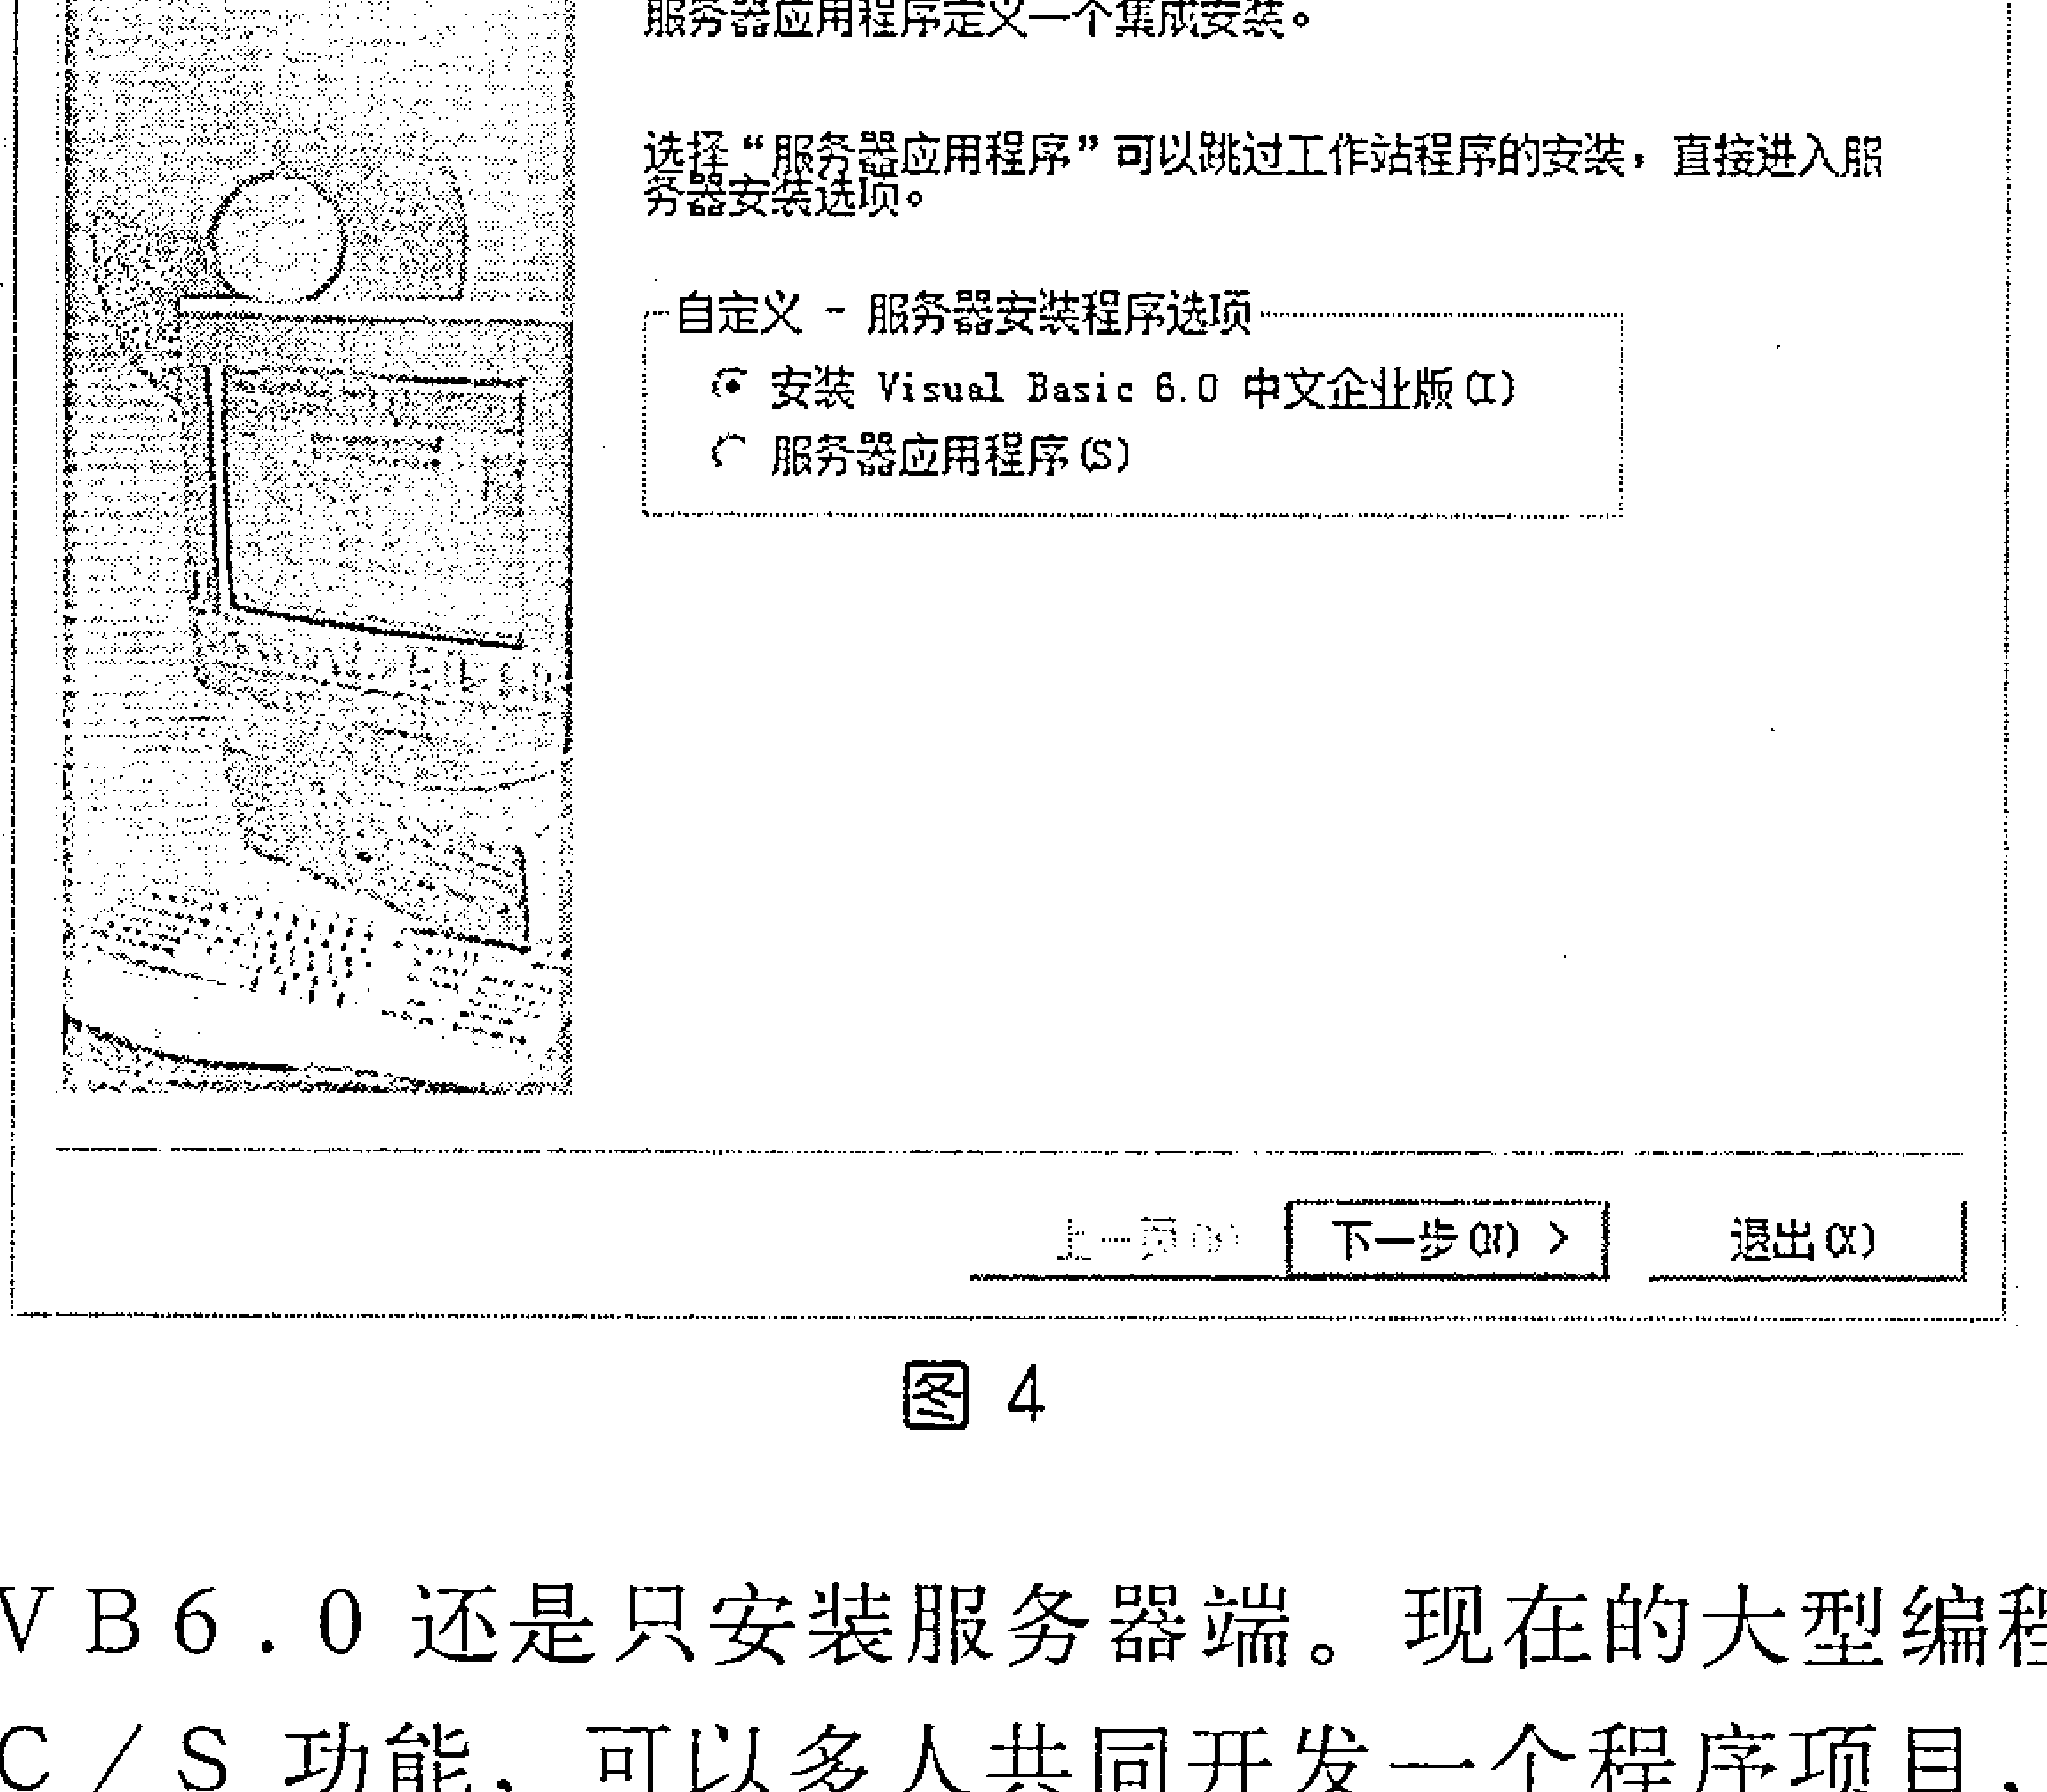 服务器应用程序定义一个集成安装。
选择“服务器应用程序”可以跳过工作站程序的安装，直接进入服
务器安装选项。
自定义 - 服务器安装程序选项
安装 Visual Basic 6.0 中文企业版(I)
服务器应用程序(S)
上一页 下一步(N) > 退出(X)
图 4
VB6.0 还是只安装服务器端。现在的大型编程
C/S 功能，可以多人共同开发一个程序项目，